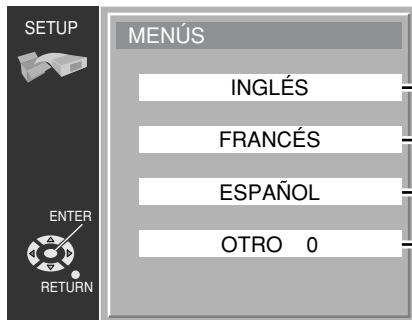 SETUP
MENÚS
INGLÉS
FRANCÉS
ESPAÑOL
OTRO 0
ENTER
RETURN